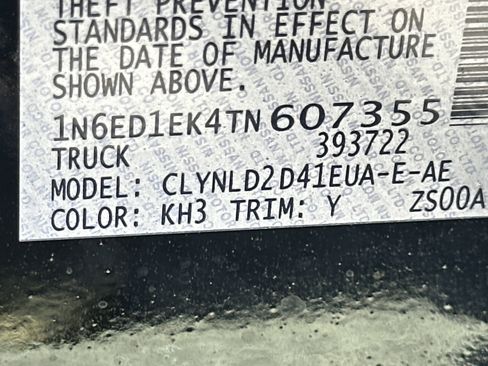 THEFT PREVENTION
STANDARDS IN EFFECT ON
THE DATE OF MANUFACTURE
SHOWN ABOVE.
1N6ED1EK4TN607355
393722
TRUCK
MODEL: CLYNLD2D41EUA-E-AE
COLOR: KH3 TRIM: Y ZS00A